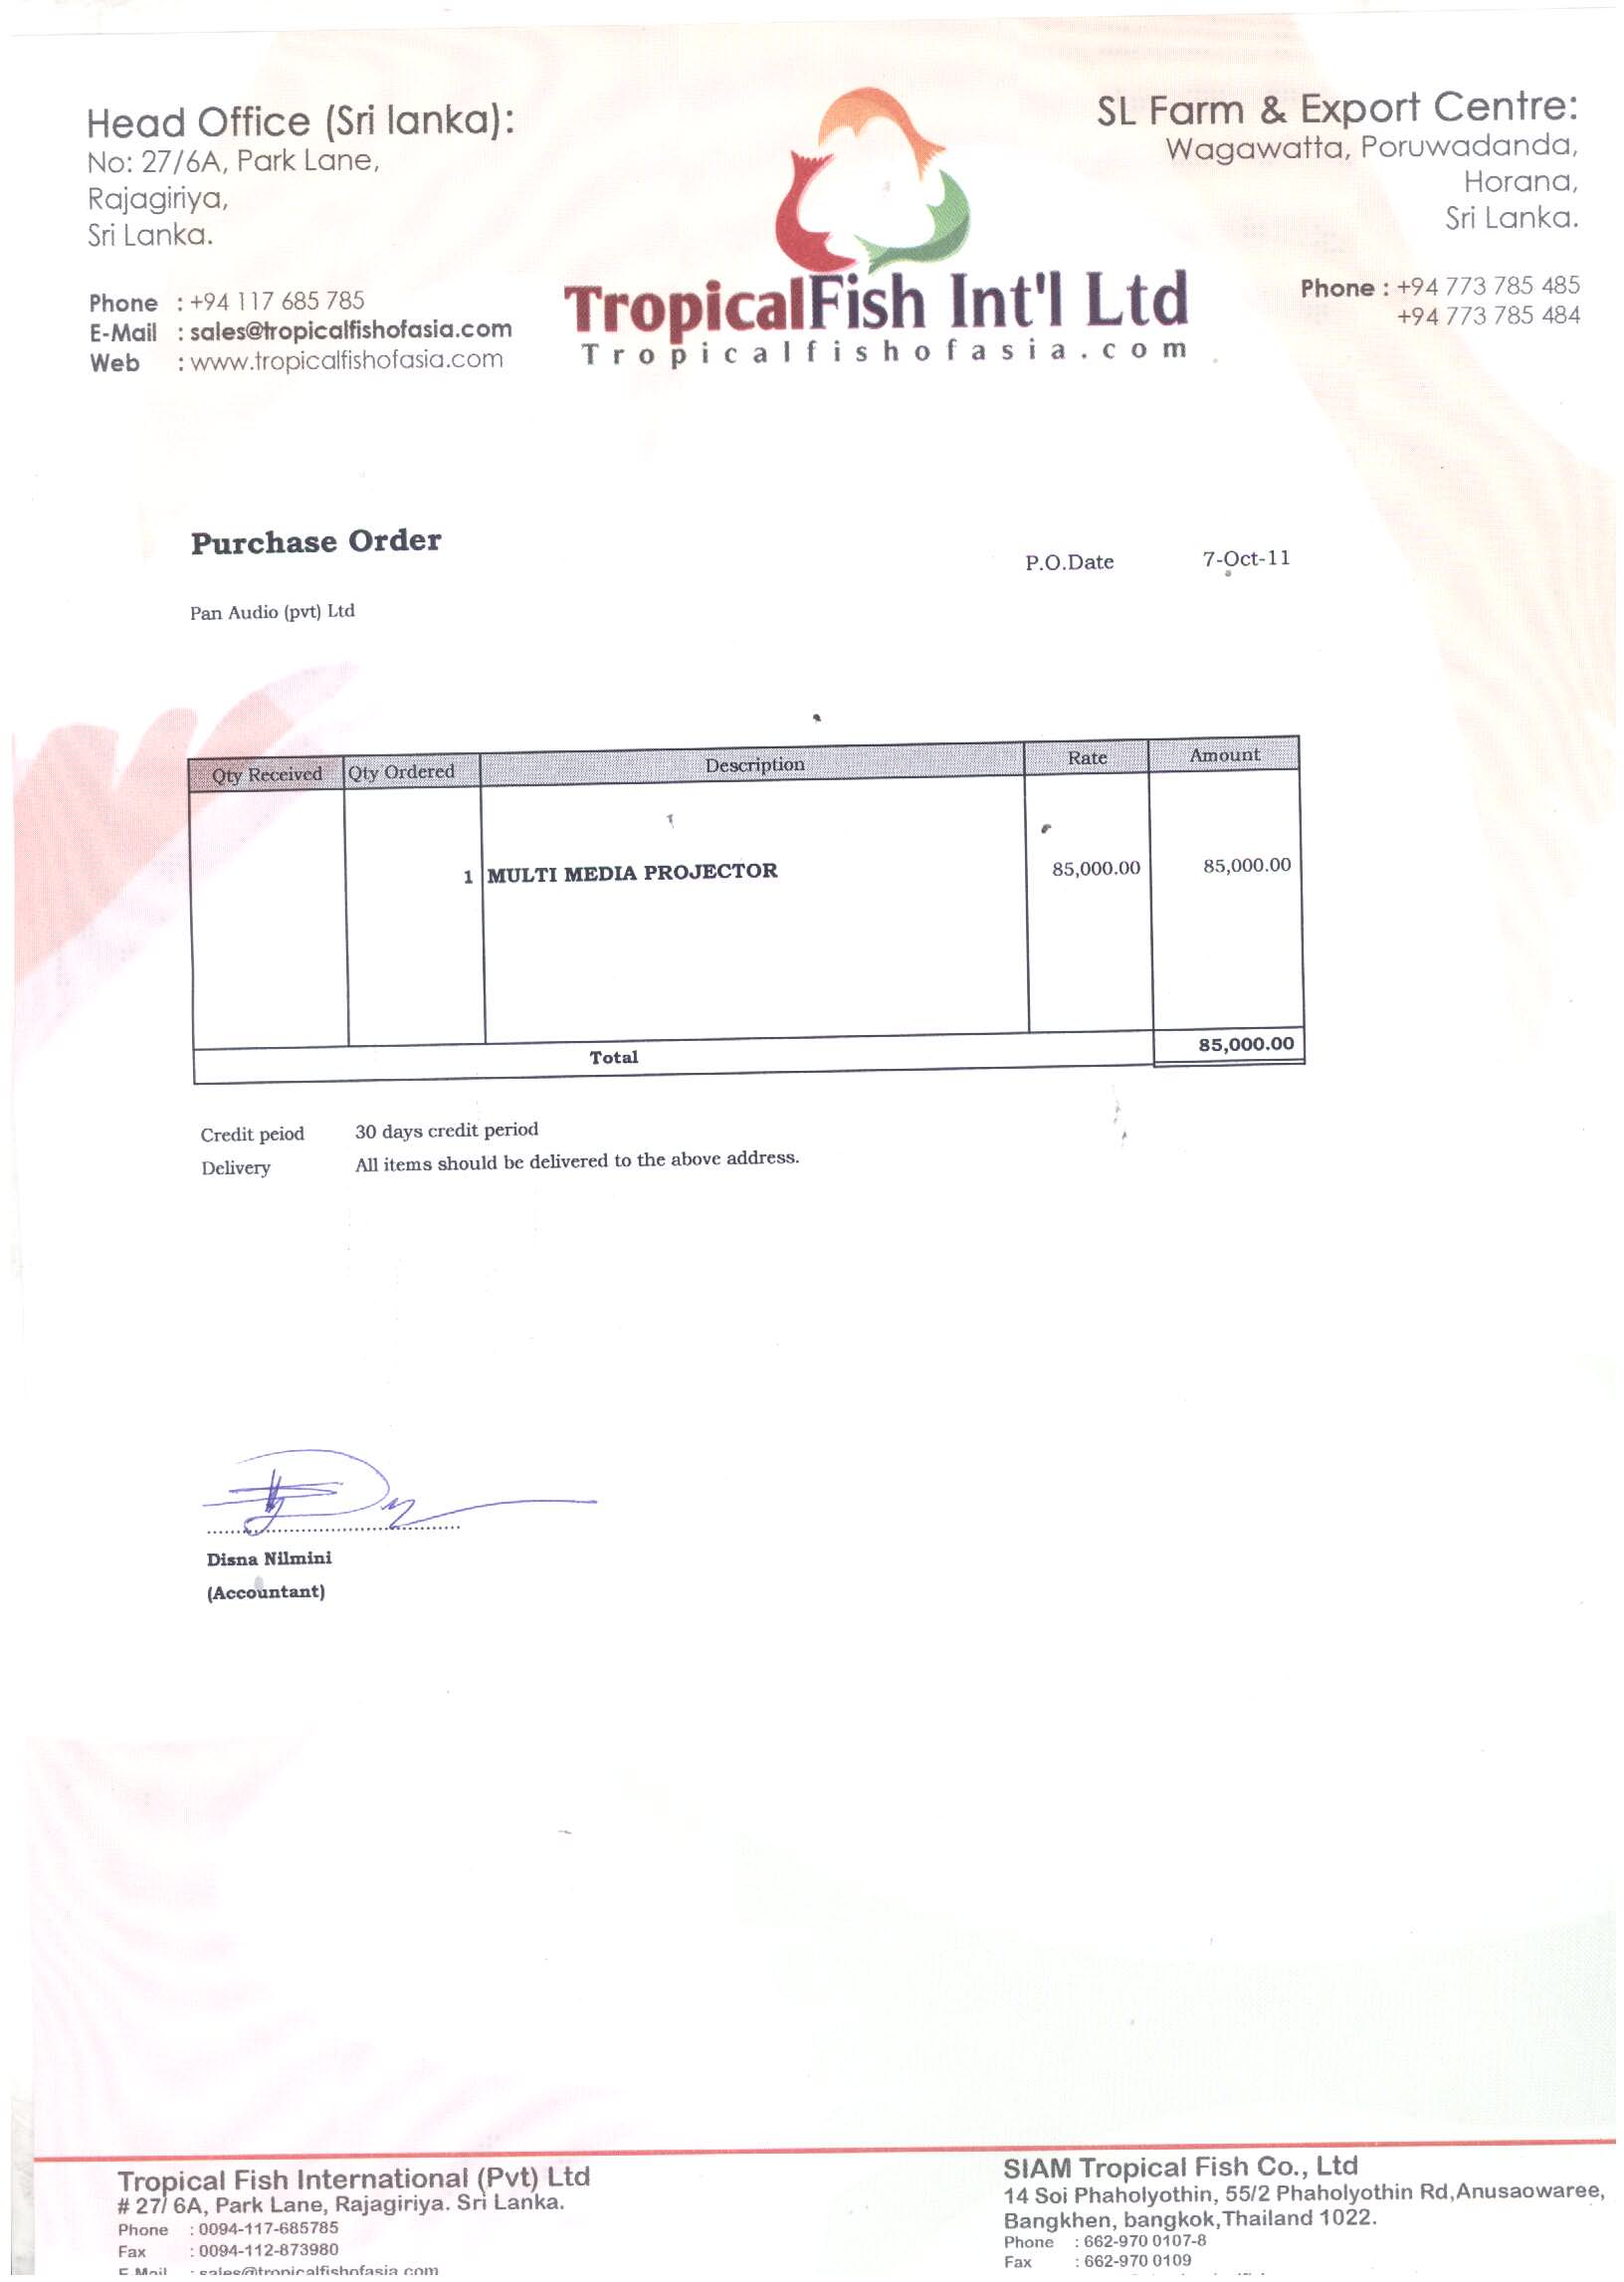 Head Office (Sri lanka):
No: 27/6A, Park Lane,
Rajagiriya,
Sri Lanka.
Phone : +94 117 685 785
E-Mail : sales@tropicalfishofasia.com
Web : www.tropicalfishofasia.com
TropicalFish Int'l Ltd
Tropicalfishofasia.com
SL Farm & Export Centre:
Wagawatta, Poruwadanda,
Horana,
Sri Lanka.
Phone : +94 773 785 485
+94 773 785 484
Purchase Order
P.O.Date 7-Oct-11
Pan Audio (pvt) Ltd
Qty Received Qty Ordered Description Rate Amount
1 MULTI MEDIA PROJECTOR 85,000.00 85,000.00
Total 85,000.00
Credit peiod 30 days credit period
Delivery All items should be delivered to the above address.
Disna Nilmini
(Accountant)
Tropical Fish International (Pvt) Ltd
# 27/ 6A, Park Lane, Rajagiriya. Sri Lanka.
Phone : 0094-117-685785
Fax : 0094-112-873980
E-Mail : sales@tropicalfishofasia.com
SIAM Tropical Fish Co., Ltd
14 Soi Phaholyothin, 55/2 Phaholyothin Rd,Anusaowaree,
Bangkhen, bangkok,Thailand 1022.
Phone : 662-970 0107-8
Fax : 662-970 0109